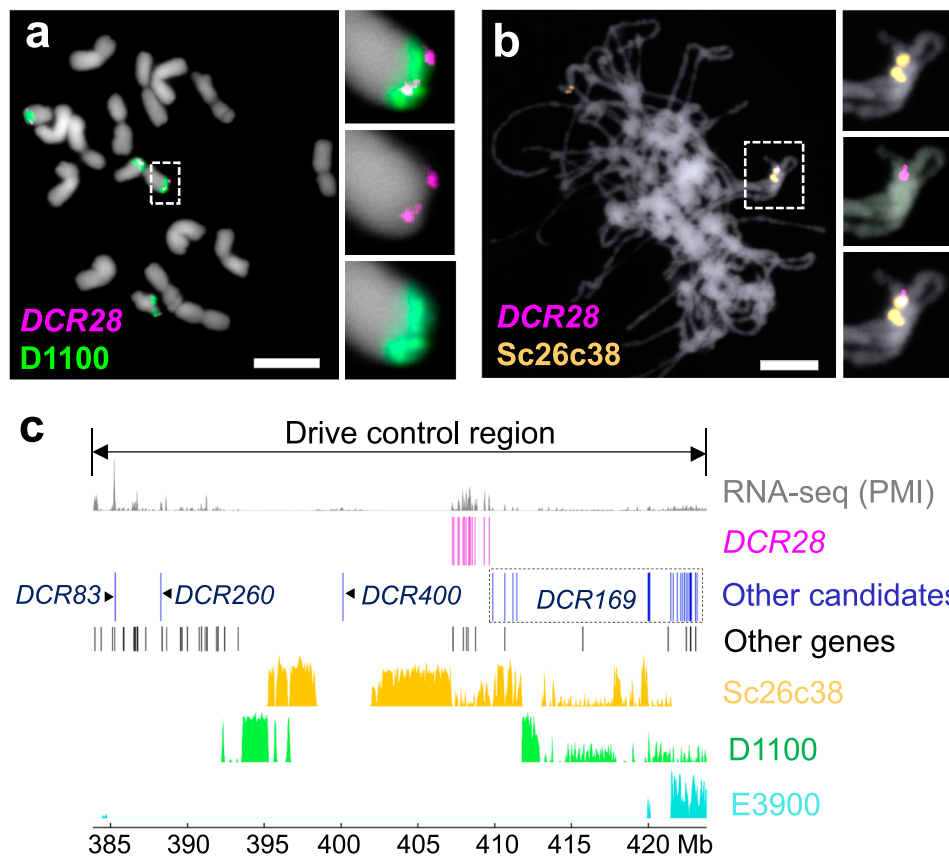 a
DCR28
D1100
b
DCR28
Sc26c38
c
Drive control region
RNA-seq (PMI)
DCR28
DCR83 DCR260 DCR400 DCR169 Other candidates
Other genes
Sc26c38
D1100
E3900
385 390 395 400 405 410 415 420 Mb